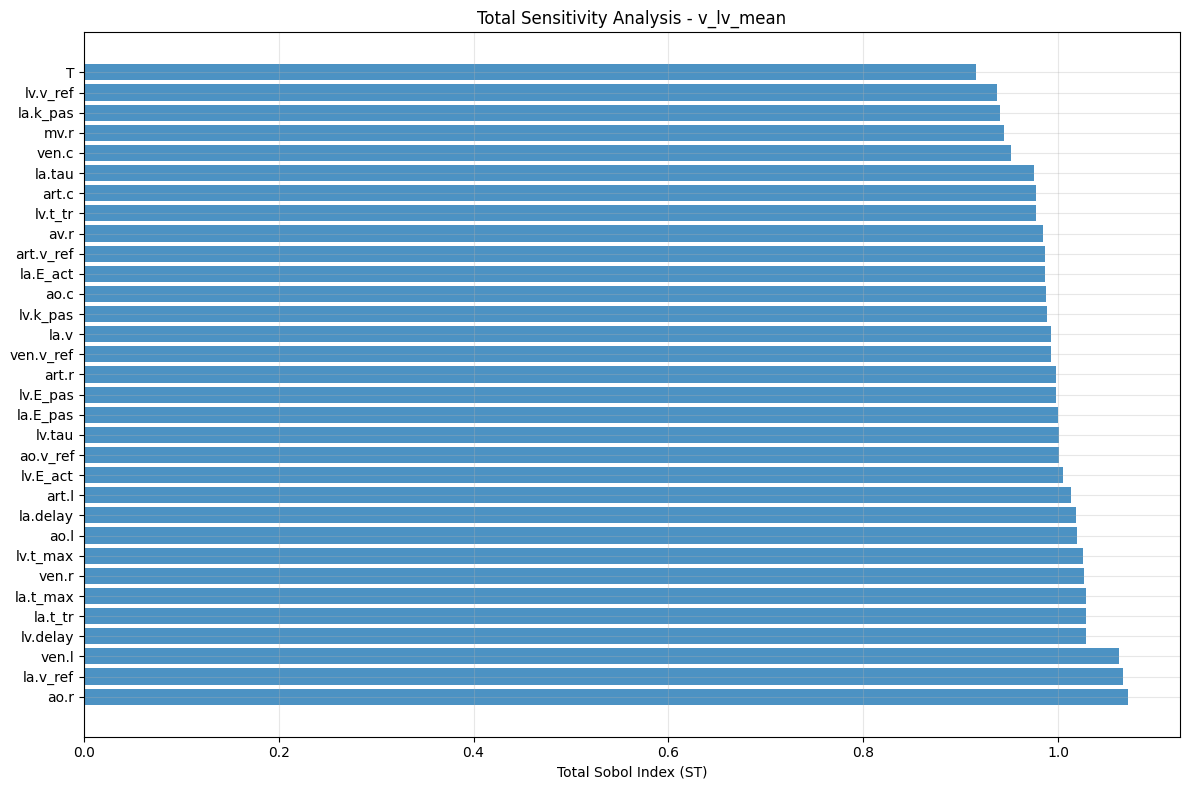 Total Sensitivity Analysis - v_lv_mean
T
lv.v_ref
la.k_pas
mv.r
ven.c
la.tau
art.c
lv.t_tr
av.r
art.v_ref
la.E_act
ao.c
lv.k_pas
la.v
ven.v_ref
art.r
lv.E_pas
la.E_pas
lv.tau
ao.v_ref
lv.E_act
art.l
la.delay
ao.l
lv.t_max
ven.r
la.t_max
la.t_tr
lv.delay
ven.l
la.v_ref
ao.r
0.0 0.2 0.4 0.6 0.8 1.0
Total Sobol Index (ST)